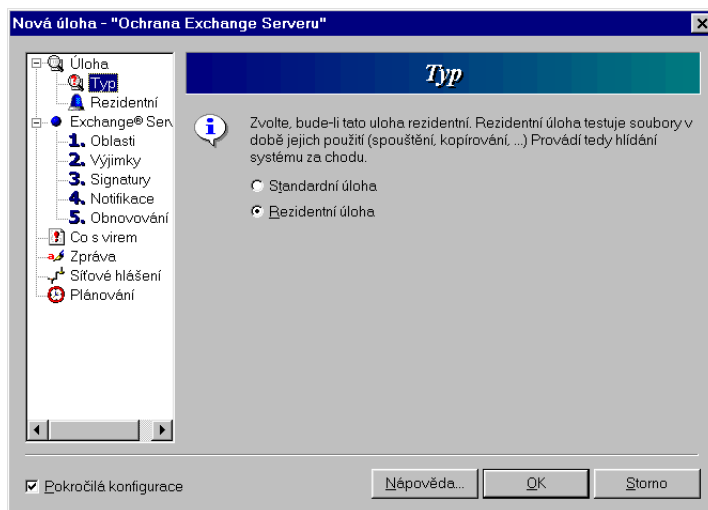 Nová úloha - "Ochrana Exchange Serveru"
Úloha
Typ
Rezidentní
Exchange® Serv
1. Oblasti
2. Výjimky
3. Signatury
4. Notifikace
5. Obnovování
Co s virem
Zpráva
Síťové hlášení
Plánování
Typ
Zvolte, bude-li tato uloha rezidentní. Rezidentní úloha testuje soubory v
době jejich použití (spouštění, kopírování, ...) Provádí tedy hlídání
systému za chodu.
Standardní úloha
Rezidentní úloha
Pokročilá konfigurace
Nápověda...
OK
Storno